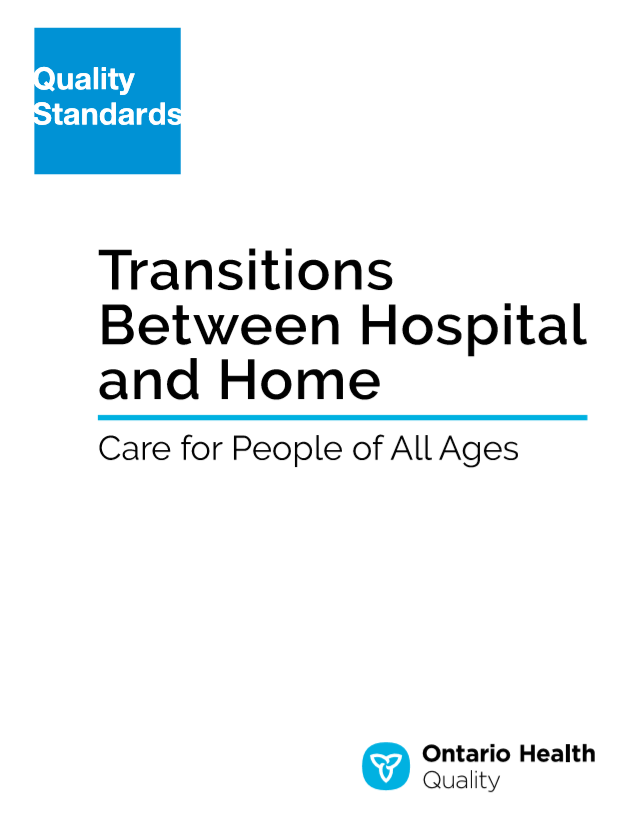 Quality
Standards
Transitions
Between Hospital
and Home
Care for People of All Ages
Ontario Health
Quality